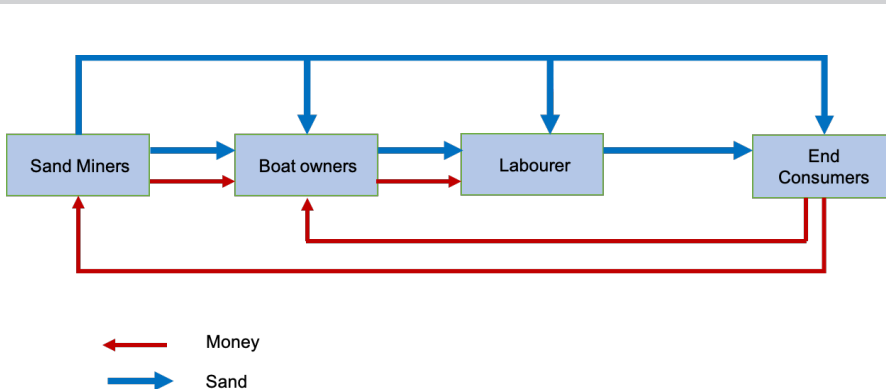 Sand Miners
Boat owners
Labourer
End
Consumers
Money
Sand